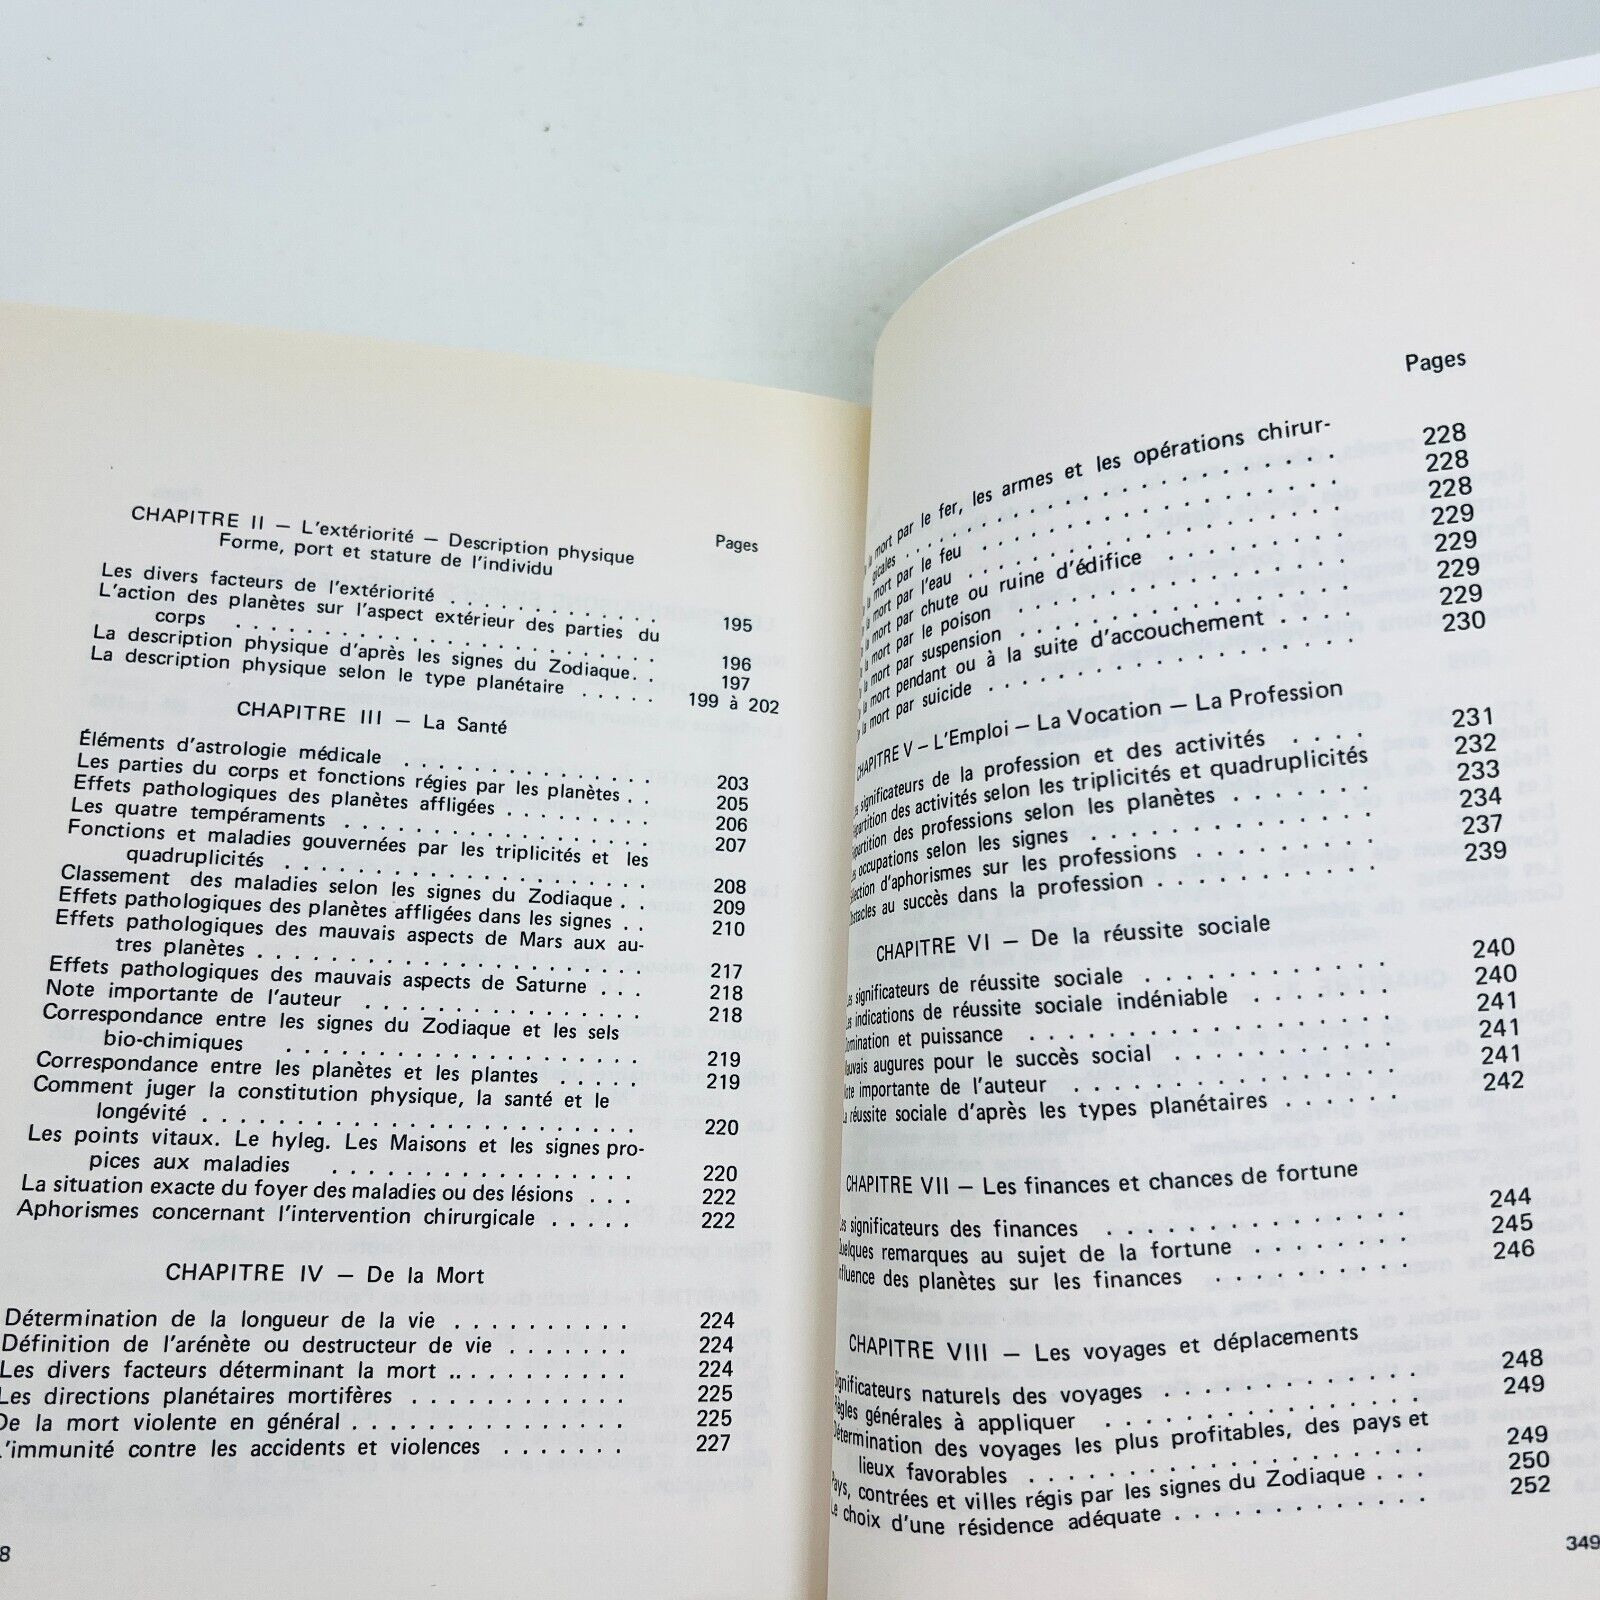 Pages
CHAPITRE II – L'extériorité – Description physique
Forme, port et stature de l'individu
Les divers facteurs de l'extériorité . . . . . . . . . . 195
L'action des planètes sur l'aspect extérieur des parties du
corps . . . . . . . . . . 196
La description physique d'après les signes du Zodiaque. . 197
La description physique selon le type planétaire . . . . . 199 à 202
CHAPITRE III – La Santé
Éléments d'astrologie médicale . . . . . . . . . . 203
Les parties du corps et fonctions régies par les planètes . . 205
Effets pathologiques des planètes affligées . . . . . . . 206
Les quatre tempéraments . . . . . . . . . . 207
Fonctions et maladies gouvernées par les triplicités et les
quadruplicités . . . . . . . . . . 208
Classement des maladies selon les signes du Zodiaque . . 209
Effets pathologiques des planètes affligées dans les signes . . 210
Effets pathologiques des mauvais aspects de Mars aux au-
tres planètes . . . . . . . . . . 217
Effets pathologiques des mauvais aspects de Saturne . . . 218
Note importante de l'auteur . . . . . . . . . . 218
Correspondance entre les signes du Zodiaque et les sels
bio-chimiques . . . . . . . . . . 219
Correspondance entre les planètes et les plantes . . . . . 219
Comment juger la constitution physique, la santé et le
longévité . . . . . . . . . . 220
Les points vitaux. Le hyleg. Les Maisons et les signes pro-
pices aux maladies . . . . . . . . . . 220
La situation exacte du foyer des maladies ou des lésions . . . 222
Aphorismes concernant l'intervention chirurgicale . . . . . 222
CHAPITRE IV – De la Mort
Détermination de la longueur de la vie . . . . . . . . . 224
Définition de l'arénète ou destructeur de vie . . . . . . . 224
Les divers facteurs déterminant la mort .. . . . . . . . . 224
Les directions planétaires mortifères . . . . . . . . . . 225
De la mort violente en général . . . . . . . . . . 225
L'immunité contre les accidents et violences . . . . . . . 227
8
Pages
la mort par le fer, les armes et les opérations chirur-
gicales . . . . . . . . . . 228
la mort par le feu . . . . . . . . . . 228
la mort par l'eau . . . . . . . . . . 228
la mort par chute ou ruine d'édifice . . . . . . . . 229
la mort par le poison . . . . . . . . . . 229
la mort par suspension . . . . . . . . . . 229
la mort pendant ou à la suite d'accouchement . . . 229
la mort par suicide . . . . . . . . . . 230
CHAPITRE V – L'Emploi – La Vocation – La Profession
significateurs de la profession et des activités . . . . 231
partition des activités selon les triplicités et quadruplicités 232
partition des professions selon les planètes . . . . . . . 233
occupations selon les signes . . . . . . . . . . 234
lection d'aphorismes sur les professions . . . . . . . . 237
bstacles au succès dans la profession . . . . . . . . . 239
CHAPITRE VI – De la réussite sociale
significateurs de réussite sociale . . . . . . . . . . 240
indications de réussite sociale indéniable . . . . . . 240
omination et puissance . . . . . . . . . . 241
auvais augures pour le succès social . . . . . . . . . 241
ote importante de l'auteur . . . . . . . . . . 241
réussite sociale d'après les types planétaires . . . . . . 242
CHAPITRE VII – Les finances et chances de fortune
significateurs des finances . . . . . . . . . . 244
uelques remarques au sujet de la fortune . . . . . . . 245
nfluence des planètes sur les finances . . . . . . . . 246
CHAPITRE VIII – Les voyages et déplacements
ignificateurs naturels des voyages . . . . . . . . . . 248
ègles générales à appliquer . . . . . . . . . . 249
étermination des voyages les plus profitables, des pays et
lieux favorables . . . . . . . . . . 249
Pays, contrées et villes régis par les signes du Zodiaque . . . 250
Le choix d'une résidence adéquate . . . . . . . . . . 252
349